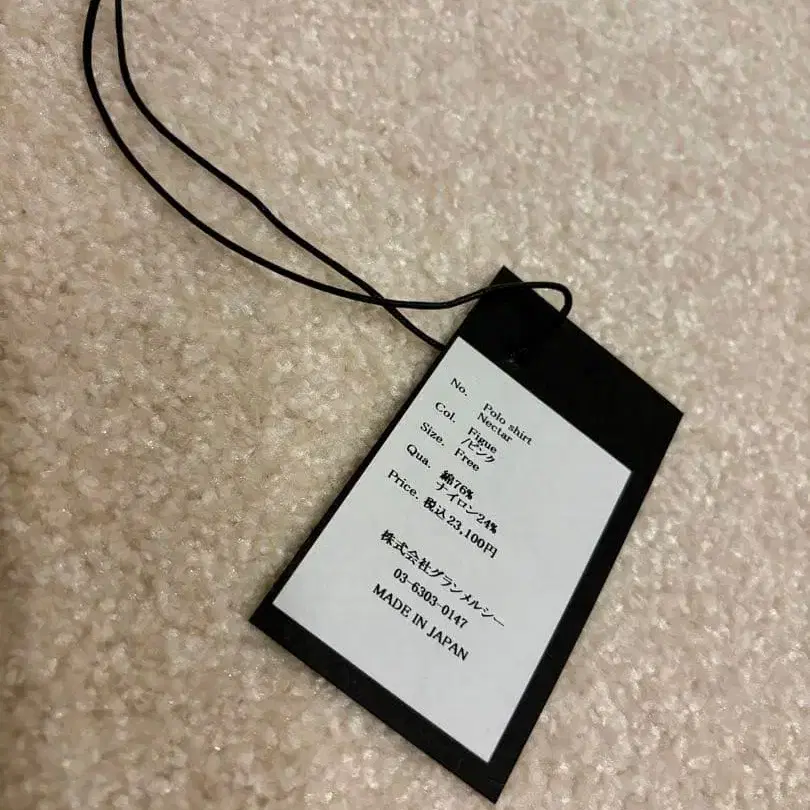 No. Polo shirt
Nectar
Col. Figue
/ピンク
Size. Free
Qua. 綿76%
ナイロン24%
Price. 税込23,100円
株式会社グランメルシー
03-6303-0147
MADE IN JAPAN